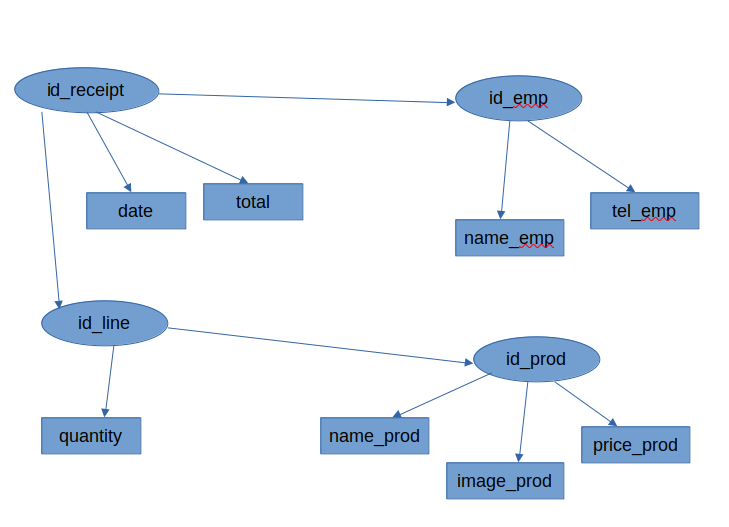 id_receipt
id_emp
date
total
tel_emp
name_emp
id_line
id_prod
quantity
name_prod
price_prod
image_prod